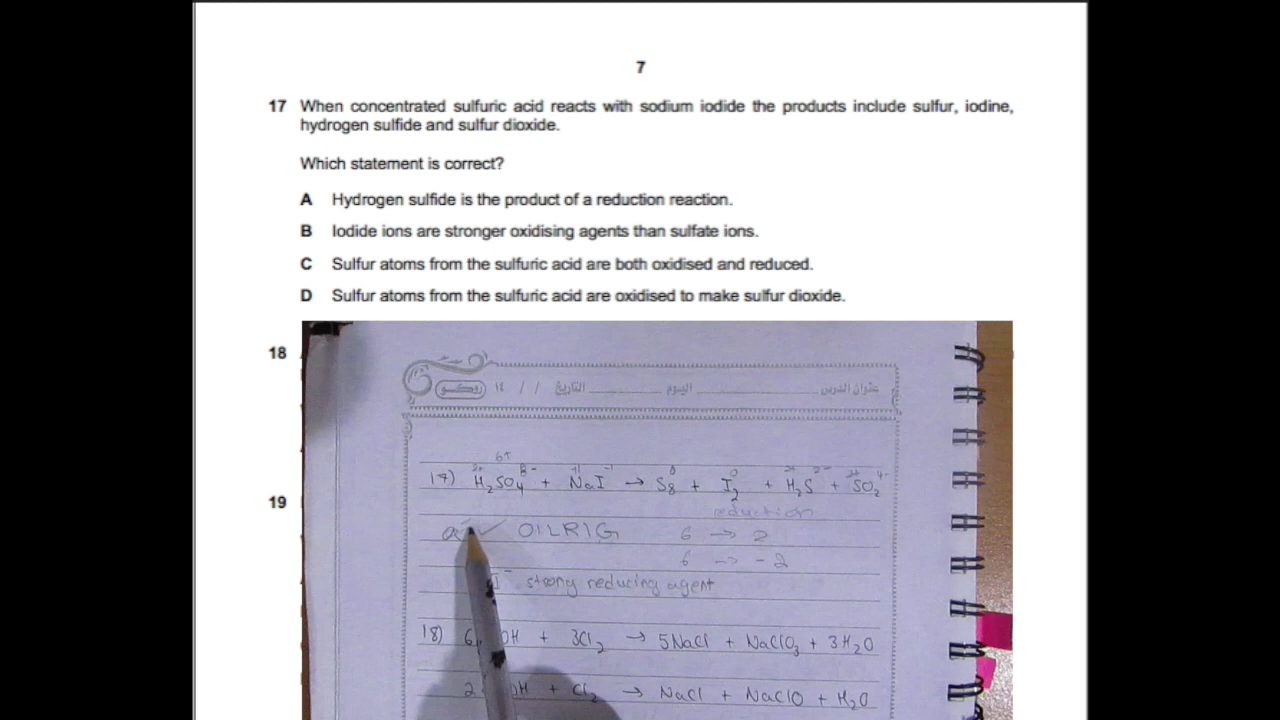 7
17 When concentrated sulfuric acid reacts with sodium iodide the products include sulfur, iodine,
hydrogen sulfide and sulfur dioxide.
Which statement is correct?
A Hydrogen sulfide is the product of a reduction reaction.
B Iodide ions are stronger oxidising agents than sulfate ions.
C Sulfur atoms from the sulfuric acid are both oxidised and reduced.
D Sulfur atoms from the sulfuric acid are oxidised to make sulfur dioxide.
18
عنوان الدرس اليوم التاريخ / / ١٤ روكو
6+
17) H₂SO₄ + NaI → S₈ + I₂ + H₂S + SO₂
reduction
19
✓ OILRIG 6 → 2
6 → -2
I⁻ strong reducing agent
18) 6 OH + 3Cl₂ → 5NaCl + NaClO₃ + 3H₂O
2 OH + Cl₂ → NaCl + NaClO + H₂O